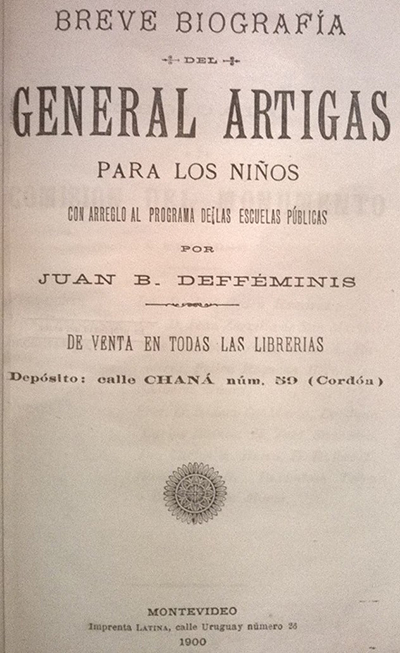 BREVE BIOGRAFÍA
DEL
GENERAL ARTIGAS
PARA LOS NIÑOS
CON ARREGLO AL PROGRAMA DE LAS ESCUELAS PÚBLICAS
POR
JUAN B. DEFFÉMINIS
DE VENTA EN TODAS LAS LIBRERIAS
Depósito: calle CHANÁ núm. 59 (Cordón)
MONTEVIDEO
Imprenta LATINA, calle Uruguay número 26
1900